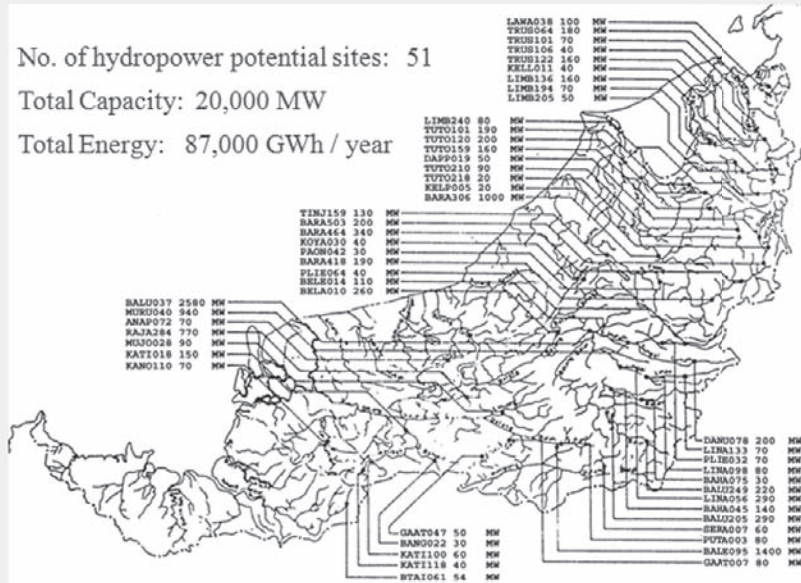 No. of hydropower potential sites: 51
Total Capacity: 20,000 MW
Total Energy: 87,000 GWh / year
LAWA038 100 MW
TRUS064 180 MW
TRUS101 70 MW
TRUS106 40 MW
TRUS122 160 MW
KELL011 40 MW
LIMB136 160 MW
LIMB194 70 MW
LIMB205 50 MW
LIMB240 80 MW
TUTO101 190 MW
TUTO120 200 MW
TUTO159 160 MW
DAPP019 50 MW
TUTO210 90 MW
TUTO218 20 MW
KELP005 20 MW
BARA306 1000 MW
TINJ159 130 MW
BARA503 200 MW
BARA464 340 MW
KOYA030 40 MW
PAON042 30 MW
BARA418 190 MW
PLIE064 40 MW
BELE014 110 MW
BELA010 260 MW
BALU037 2580 MW
MURU040 940 MW
ANAP072 70 MW
RAJA284 770 MW
MUJO028 90 MW
KATI018 150 MW
KANO110 70 MW
DANU078 200 MW
LINA133 70 MW
PLIE032 70 MW
LINA098 80 MW
BAHA075 30 MW
BALU249 220 MW
LINA056 290 MW
BAHA045 140 MW
BALU205 290 MW
SERA007 60 MW
PUTA003 80 MW
BALE095 1400 MW
GAAT007 80 MW
GAAT047 50 MW
BANG022 30 MW
KATI100 60 MW
KATI118 40 MW
BTAI061 54 MW